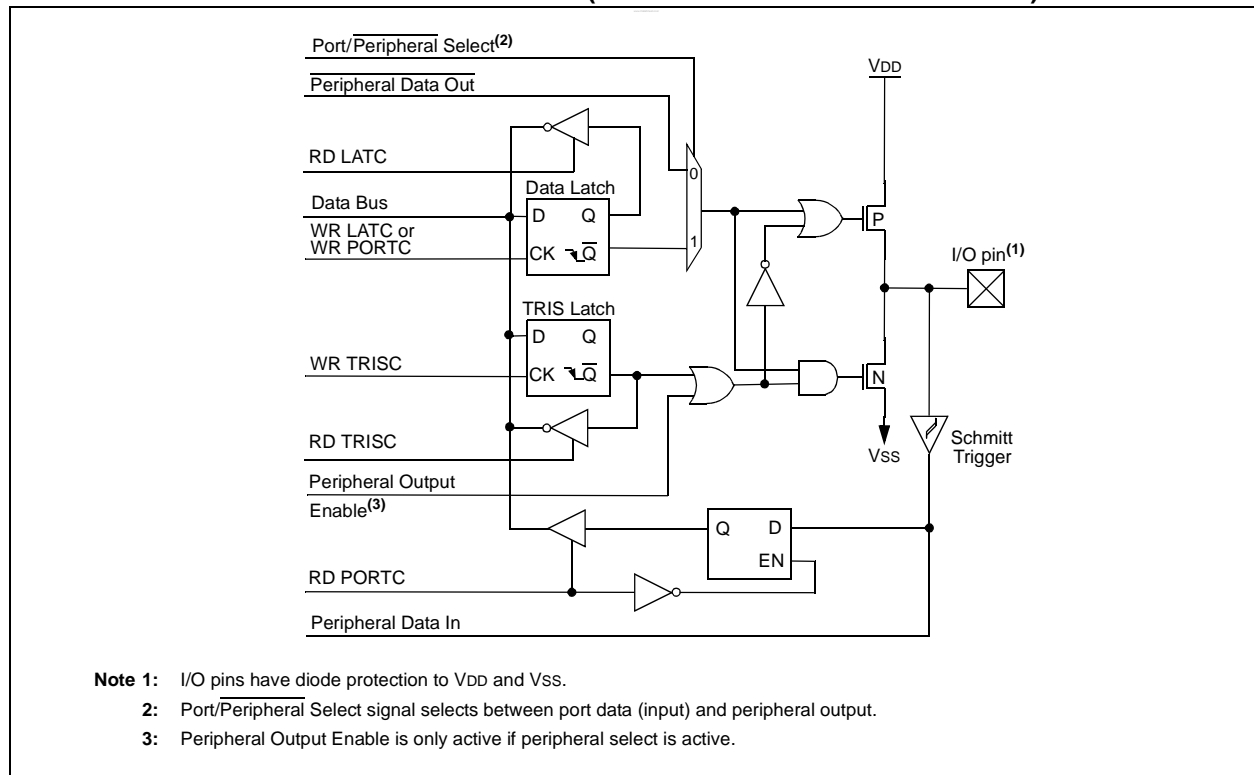 Port/Peripheral Select(2)
Peripheral Data Out
VDD
RD LATC
0
Data Latch
Data Bus
D Q
WR LATC or
WR PORTC
CK Q
1
P
I/O pin(1)
TRIS Latch
D Q
WR TRISC
CK Q
N
RD TRISC
VSS
Schmitt
Trigger
Peripheral Output
Enable(3)
Q D
EN
RD PORTC
Peripheral Data In
Note 1: I/O pins have diode protection to VDD and VSS.
2: Port/Peripheral Select signal selects between port data (input) and peripheral output.
3: Peripheral Output Enable is only active if peripheral select is active.